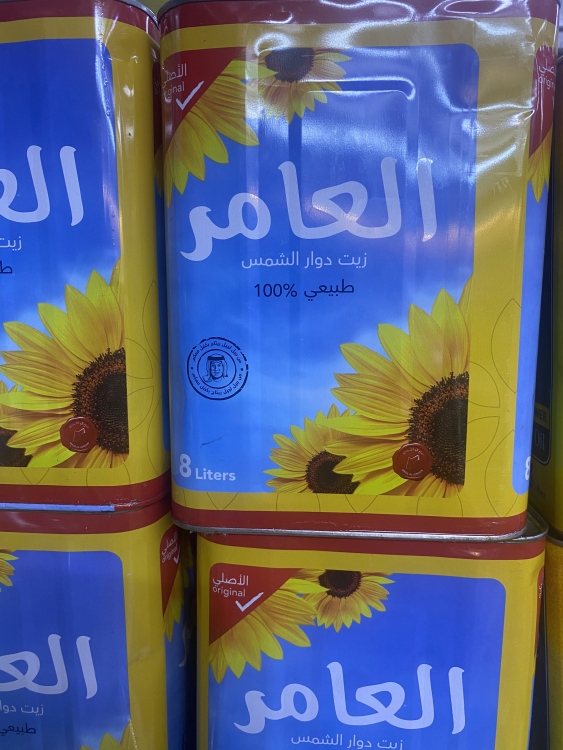 الأصلي
original
العامر
زيت دوار الشمس
طبيعي 100%
8 Liters
الأصلي
original
العامر
زيت دوار الشمس